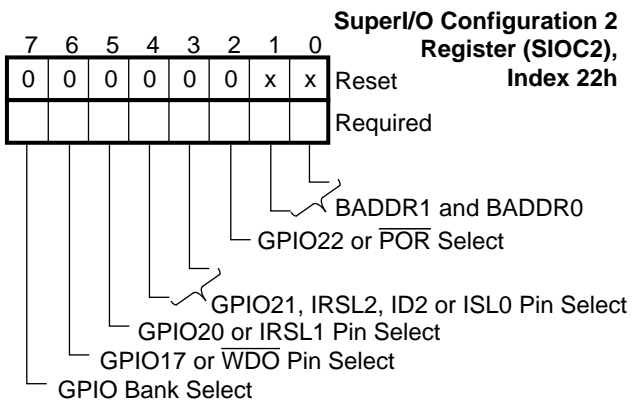 SuperI/O Configuration 2
Register (SIOC2),
Index 22h
7 6 5 4 3 2 1 0
0 0 0 0 0 0 x x Reset
Required
BADDR1 and BADDR0
GPIO22 or POR Select
GPIO21, IRSL2, ID2 or ISL0 Pin Select
GPIO20 or IRSL1 Pin Select
GPIO17 or WDO Pin Select
GPIO Bank Select